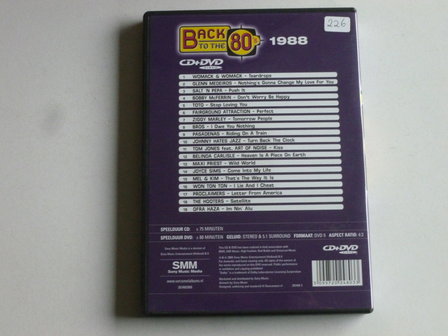 226
BACK TO THE 80's 1988
CD+DVD
1 WOMACK & WOMACK - Teardrops
2 GLENN MEDEIROS - Nothing's Gonna Change My Love For You
3 SALT 'N PEPA - Push It
4 BOBBY McFERRIN - Don't Worry Be Happy
5 TOTO - Stop Loving You
6 FAIRGROUND ATTRACTION - Perfect
7 ZIGGY MARLEY - Tomorrow People
8 BROS - I Owe You Nothing
9 PASADENAS - Riding On A Train
10 JOHNNY HATES JAZZ - Turn Back The Clock
11 TOM JONES feat. ART OF NOISE - Kiss
12 BELINDA CARLISLE - Heaven Is A Place On Earth
13 MAXI PRIEST - Wild World
14 JOYCE SIMS - Come Into My Life
15 MEL & KIM - That's The Way It Is
16 WON TON TON - I Lie And I Cheat
17 PROCLAIMERS - Letter From America
18 THE HOOTERS - Satellite
19 OFRA HAZA - Im Nin' Alu
SPEELDUUR CD ± 75 MINUTEN
SPEELDUUR DVD: ± 80 MINUTEN GELUID: STEREO & 5.1 SURROUND FORMAAT: DVD 5 ASPECT RATIO: 4:3
SMM
Sony Music Media
CD+DVD